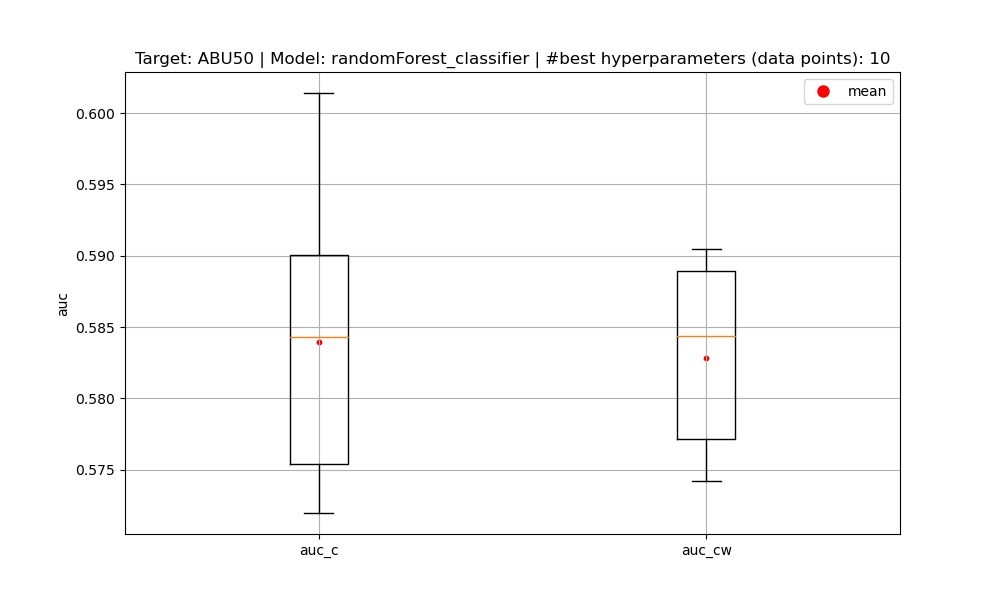 Target: ABU50 | Model: randomForest_classifier | #best hyperparameters (data points): 10
mean
0.600
0.595
0.590
0.585
0.580
0.575
auc
auc_c
auc_cw